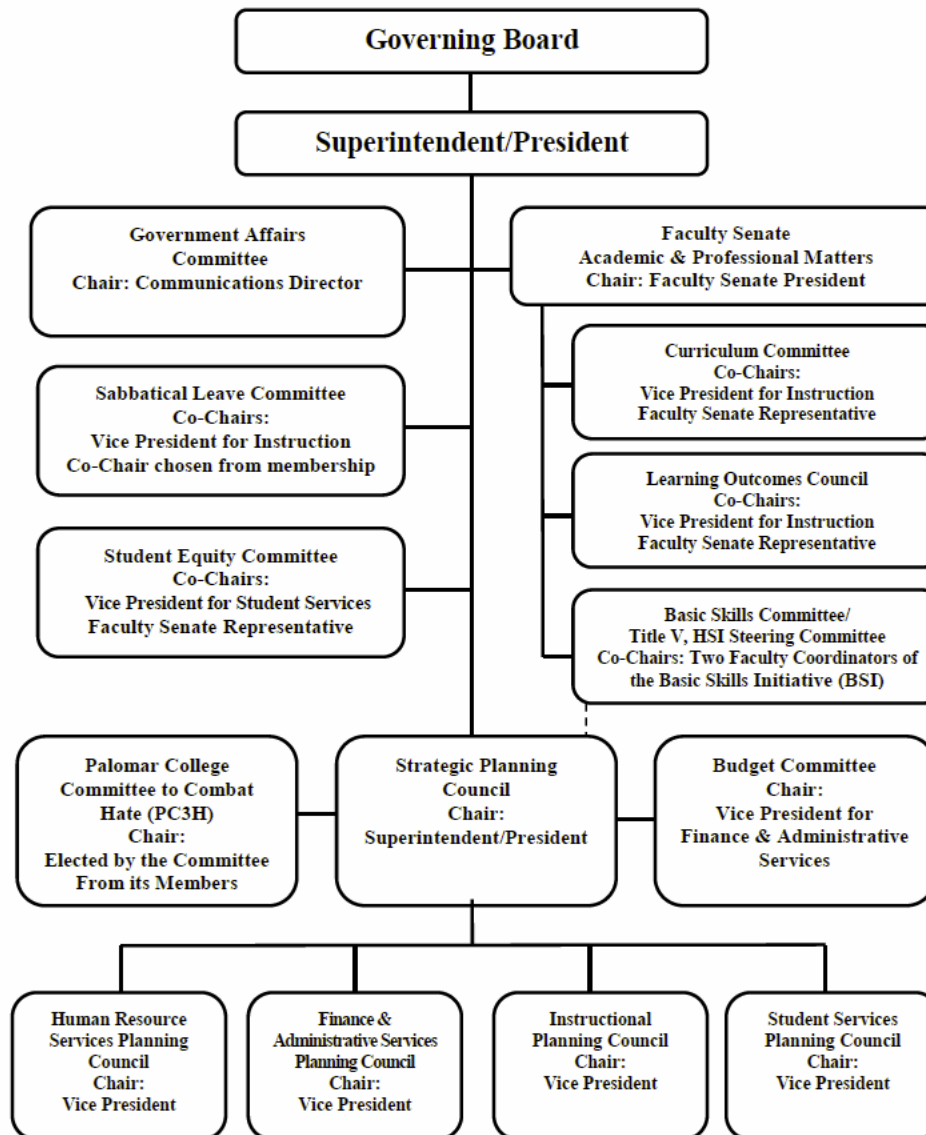 Governing Board
Superintendent/President
Government Affairs
Committee
Chair: Communications Director
Faculty Senate
Academic & Professional Matters
Chair: Faculty Senate President
Curriculum Committee
Co-Chairs:
Vice President for Instruction
Faculty Senate Representative
Sabbatical Leave Committee
Co-Chairs:
Vice President for Instruction
Co-Chair chosen from membership
Learning Outcomes Council
Co-Chairs:
Vice President for Instruction
Faculty Senate Representative
Student Equity Committee
Co-Chairs:
Vice President for Student Services
Faculty Senate Representative
Basic Skills Committee/
Title V, HSI Steering Committee
Co-Chairs: Two Faculty Coordinators of
the Basic Skills Initiative (BSI)
Palomar College
Committee to Combat
Hate (PC3H)
Chair:
Elected by the Committee
From its Members
Strategic Planning
Council
Chair:
Superintendent/President
Budget Committee
Chair:
Vice President for
Finance & Administrative
Services
Human Resource
Services Planning
Council
Chair:
Vice President
Finance &
Administrative Services
Planning Council
Chair:
Vice President
Instructional
Planning Council
Chair:
Vice President
Student Services
Planning Council
Chair:
Vice President